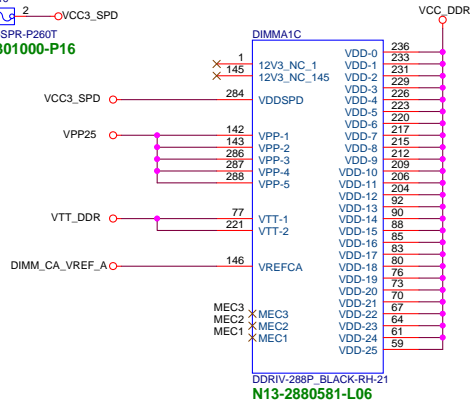 2
VCC3_SPD
VCC_DDR
SPR-P260T
801000-P16
DIMMA1C
1 12V3_NC_1 VDD-0 236
145 12V3_NC_145 VDD-1 233
VDD-2 231
VDD-3 229
VCC3_SPD 284 VDDSPD VDD-4 226
VDD-5 223
VDD-6 220
VPP25 142 VPP-1 VDD-7 217
143 VPP-2 VDD-8 215
286 VPP-3 VDD-9 212
287 VPP-4 VDD-10 209
288 VPP-5 VDD-11 206
VDD-12 204
VDD-13 92
VTT_DDR 77 VTT-1 VDD-14 90
221 VTT-2 VDD-15 88
VDD-16 85
VDD-17 83
DIMM_CA_VREF_A 146 VREFCA VDD-18 80
VDD-19 76
VDD-20 73
VDD-21 70
MEC3 MEC3 VDD-22 67
MEC2 MEC2 VDD-23 64
MEC1 MEC1 VDD-24 61
VDD-25 59
DDRIV-288P_BLACK-RH-21
N13-2880581-L06